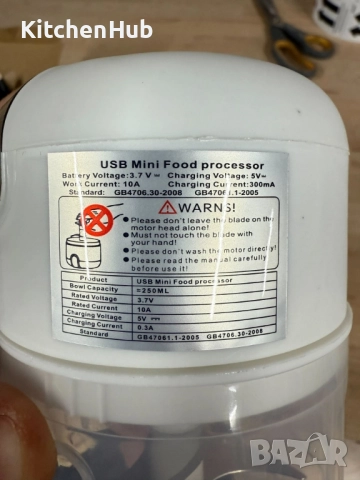 KitchenHub
USB Mini Food processor
Battery Voltage:3.7 V⎓ Charging Voltage: 5V⎓
Work Current: 10A Charging Current:300mA
Standard: GB4706.30-2008 GB47061.1-2005
⚠WARNS!
●Please don't leave the blade on the
motor head alone!
●Must not touch the blade with
your hand!
●Please don't wash the motor directly!
●Please read the manual carefully
before use it!
Product USB Mini Food processor
Bowl Capacity ≈250ML
Rated Voltage 3.7V
Rated Current 10A
Charging Voltage 5V ⎓
Charging Current 0.3A
Standard GB47061.1-2005 GB4706.30-2008
BAZAR